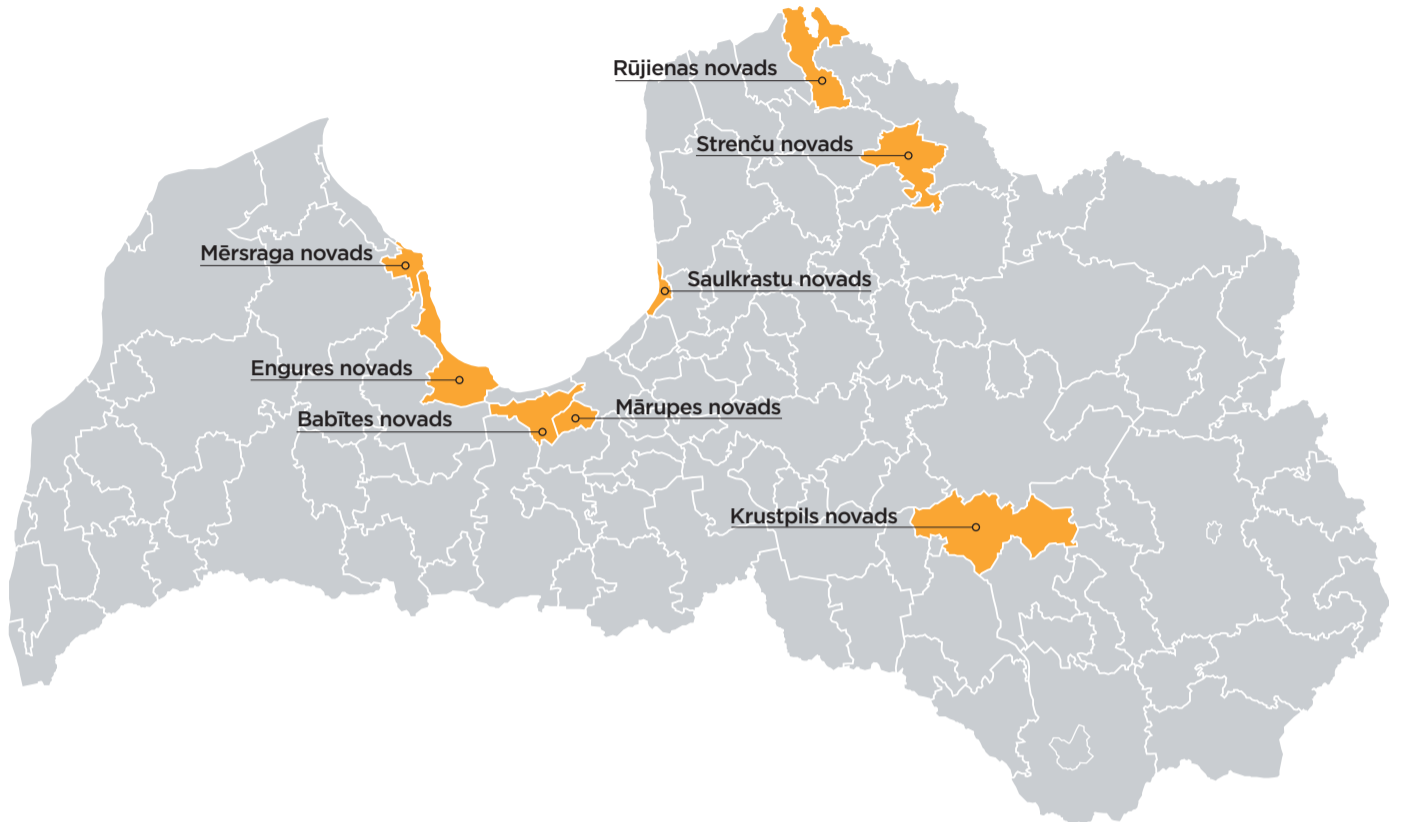 Rūjienas novads
Strenču novads
Mērsraga novads
Saulkrastu novads
Engures novads
Mārupes novads
Babītes novads
Krustpils novads